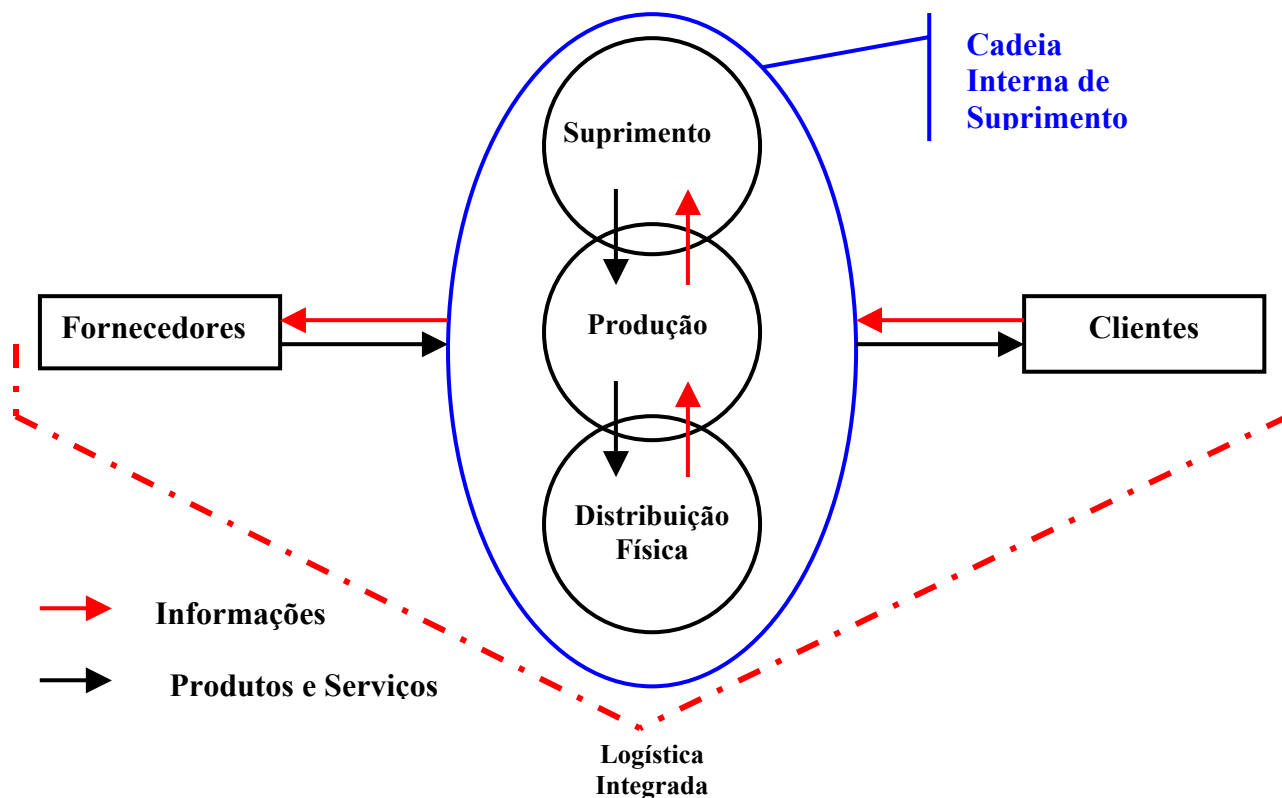 Cadeia
Interna de
Suprimento
Suprimento
Fornecedores
Produção
Clientes
Distribuição
Física
Informações
Produtos e Serviços
Logística
Integrada